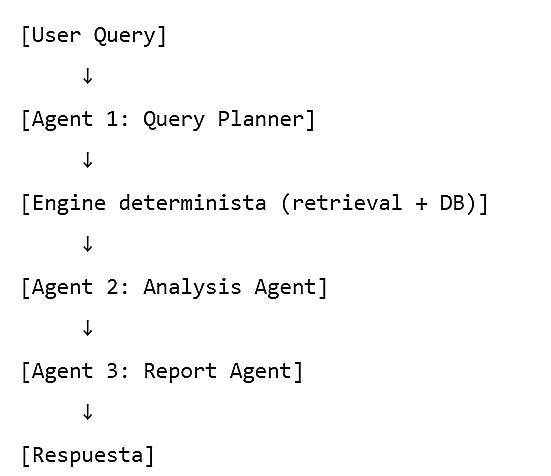 [User Query]
↓
[Agent 1: Query Planner]
↓
[Engine determinista (retrieval + DB)]
↓
[Agent 2: Analysis Agent]
↓
[Agent 3: Report Agent]
↓
[Respuesta]